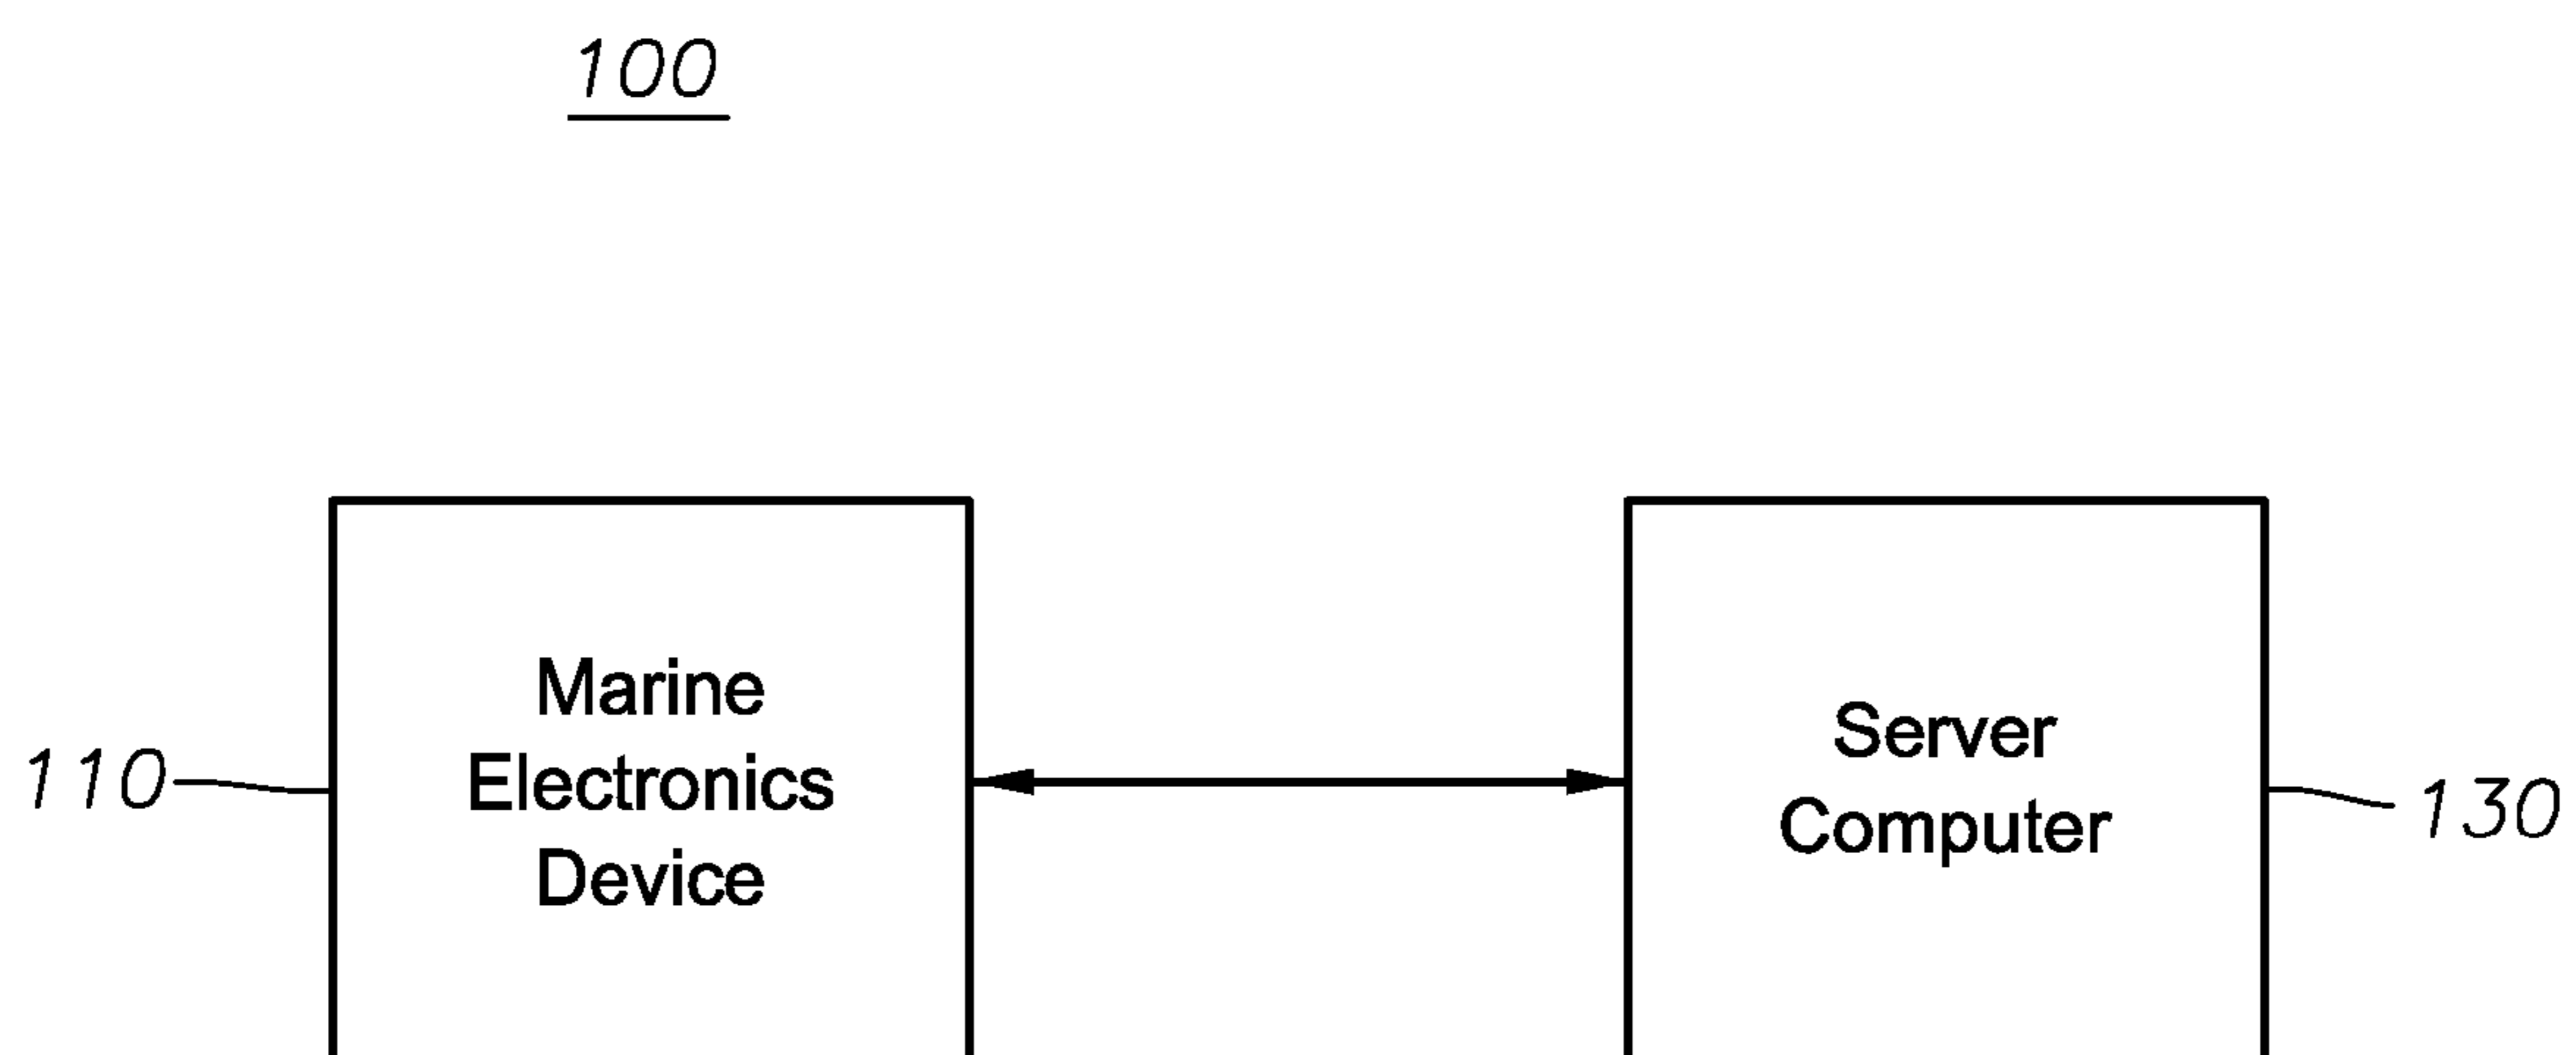 100
Marine
Electronics
Device
Server
Computer
110
130